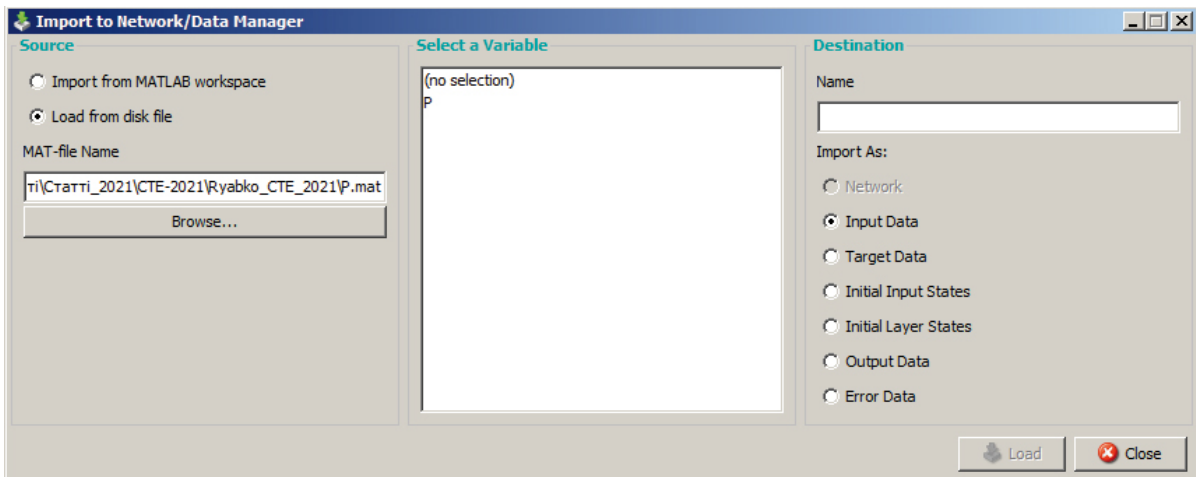 Import to Network/Data Manager
Source
Import from MATLAB workspace
Load from disk file
MAT-file Name
ті\Статті_2021\CTE-2021\Ryabko_CTE_2021\P.mat
Browse...
Select a Variable
(no selection)
P
Destination
Name
Import As:
Network
Input Data
Target Data
Initial Input States
Initial Layer States
Output Data
Error Data
Load
Close